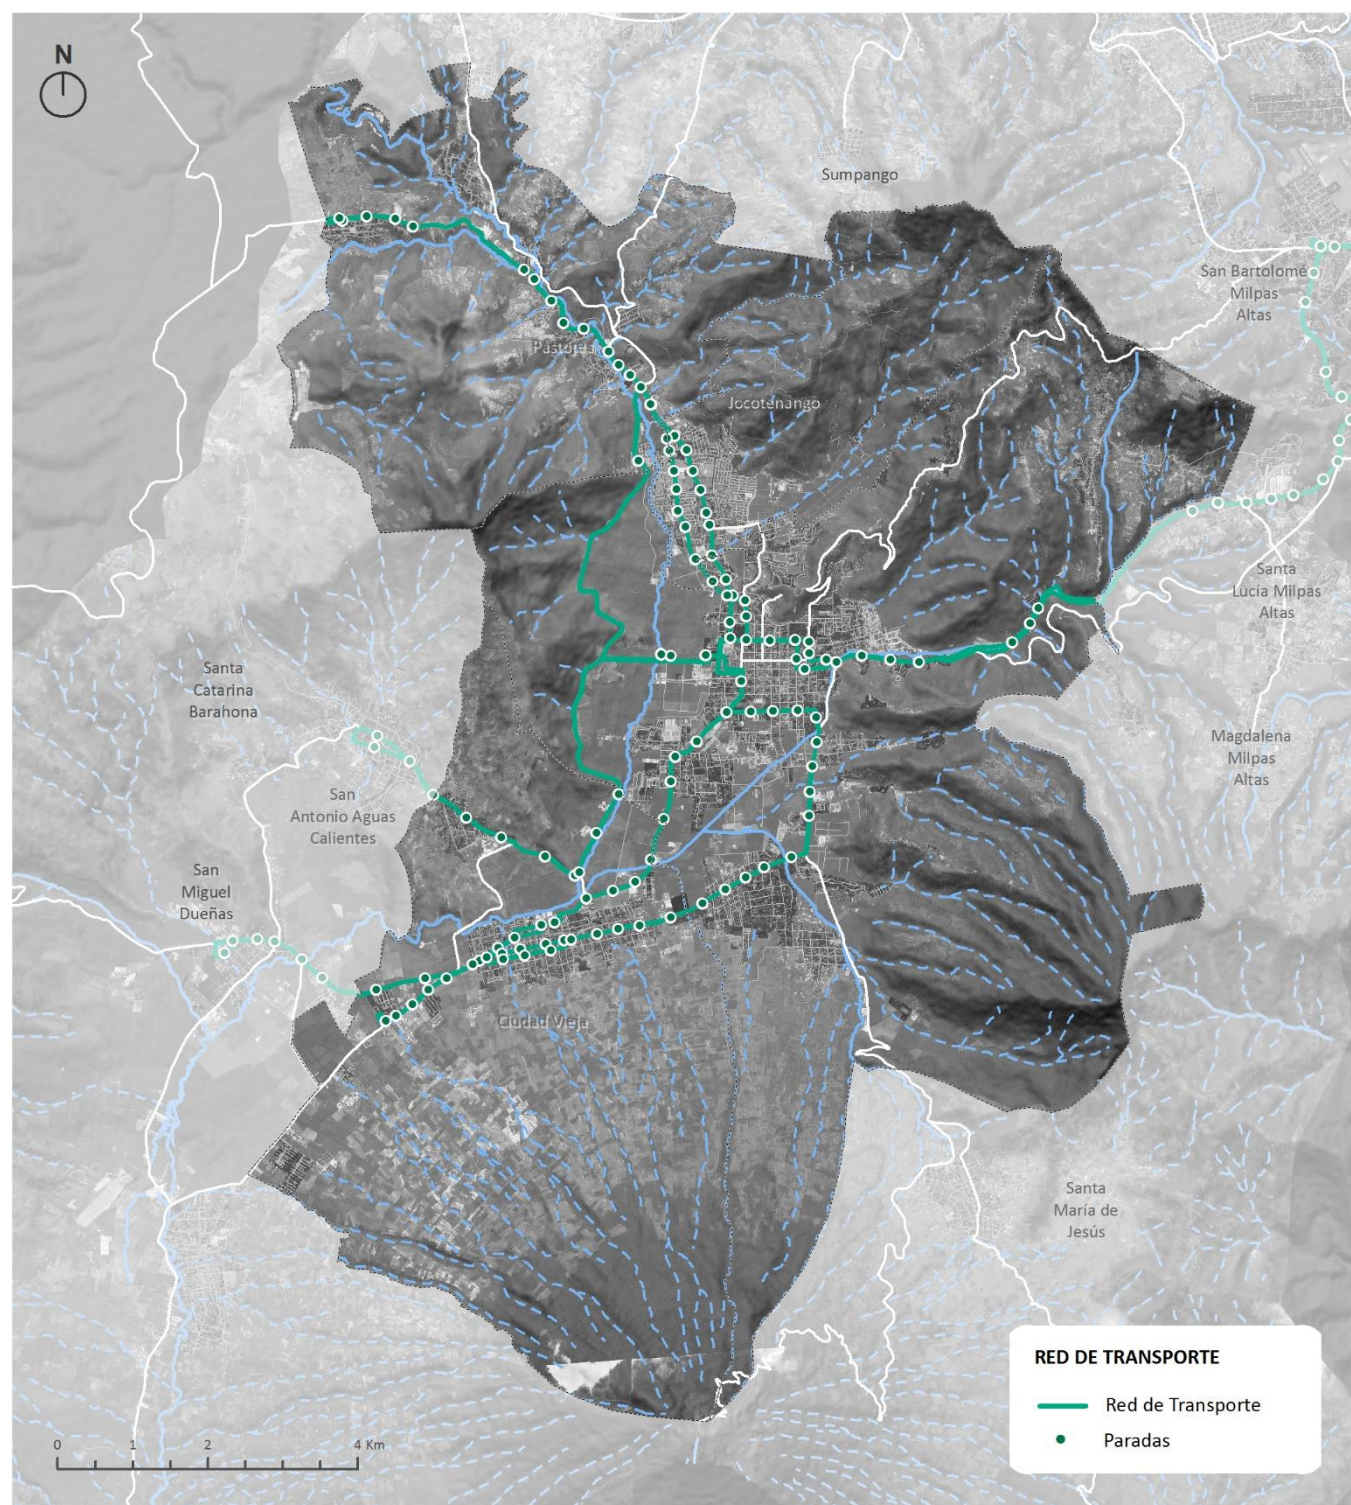 N
Sumpango
San Bartolomé
Milpas
Altas
Pastores
Jocotenango
Santa
Lucía Milpas
Altas
Santa
Catarina
Barahona
Magdalena
Milpas
Altas
San
Antonio Aguas
Calientes
San
Miguel
Dueñas
Ciudad Vieja
Santa
María de
Jesús
RED DE TRANSPORTE
Red de Transporte
Paradas
0 1 2 4 Km